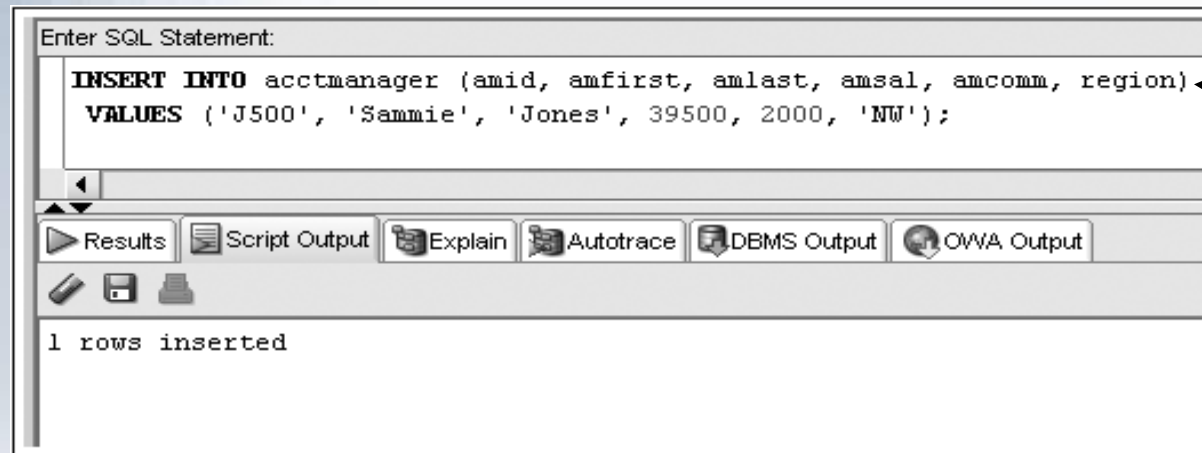 Enter SQL Statement:
INSERT INTO acctmanager (amid, amfirst, amlast, amsal, amcomm, region)
VALUES ('J500', 'Sammie', 'Jones', 39500, 2000, 'NW');
Results Script Output Explain Autotrace DBMS Output OWA Output
1 rows inserted